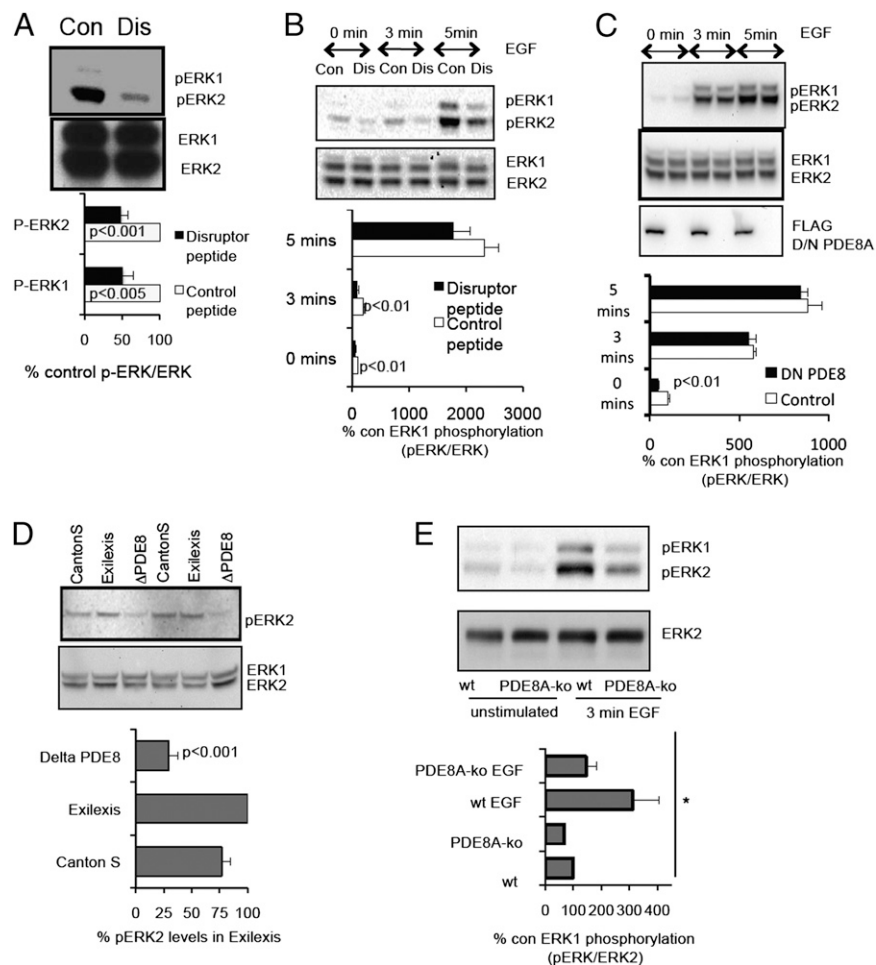 A
Con Dis
pERK1
pERK2
ERK1
ERK2
P-ERK2
p<0.001
P-ERK1
p<0.005
Disruptor peptide
Control peptide
0 50 100
% control p-ERK/ERK
B
0 min 3 min 5min EGF
Con Dis Con Dis Con Dis
pERK1
pERK2
ERK1
ERK2
5 mins
3 mins
p<0.01
0 mins
p<0.01
Disruptor peptide
Control peptide
0 1000 2000 3000
% con ERK1 phosphorylation
(pERK/ERK)
C
0 min 3 min 5min EGF
pERK1
pERK2
ERK1
ERK2
FLAG
D/N PDE8A
5 mins
3 mins
0 mins
p<0.01
DN PDE8
Control
0 500 1000
% con ERK1 phosphorylation
(pERK/ERK)
D
CantonS Exilexis ΔPDE8 CantonS Exilexis ΔPDE8
pERK2
ERK1
ERK2
Delta PDE8
p<0.001
Exilexis
Canton S
0 25 50 75 100
% pERK2 levels in Exilexis
E
pERK1
pERK2
ERK2
wt PDE8A-ko wt PDE8A-ko
unstimulated 3 min EGF
PDE8A-ko EGF
wt EGF
PDE8A-ko
wt
*
0 100 200 300 400
% con ERK1 phosphorylation
(pERK/ERK2)